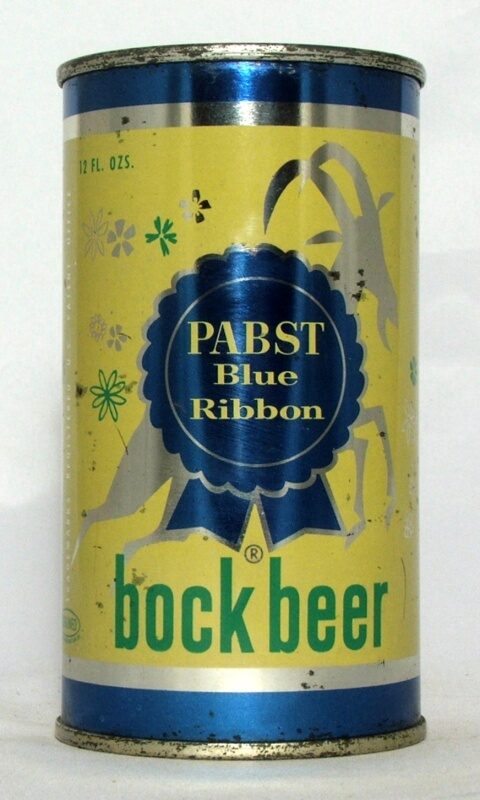 12 FL. OZS.
PABST
Blue
Ribbon
®
bock beer